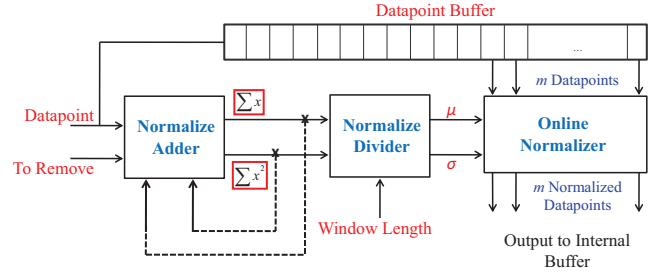 Datapoint Buffer
...
m Datapoints
Datapoint
To Remove
Normalize
Adder
∑x
∑x²
Normalize
Divider
Window Length
μ
σ
Online
Normalizer
m Normalized
Datapoints
Output to Internal
Buffer